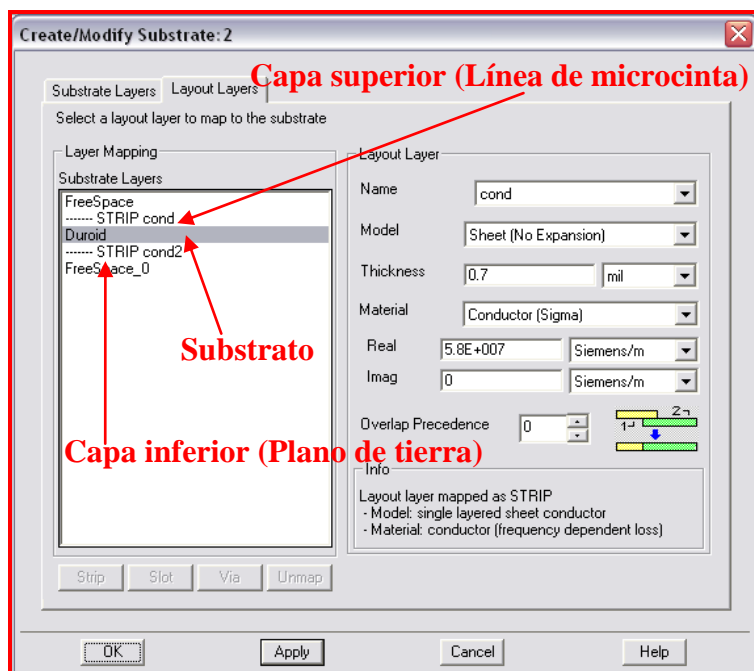 Create/Modify Substrate:2
Capa superior (Línea de microcinta)
Substrate Layers
Layout Layers
Select a layout layer to map to the substrate
Layer Mapping
Substrate Layers
FreeSpace
------- STRIP cond
Duroid
------- STRIP cond2
FreeSpace_0
Substrato
Capa inferior (Plano de tierra)
Strip
Slot
Via
Unmap
Layout Layer
Name
cond
Model
Sheet (No Expansion)
Thickness
0.7
mil
Material
Conductor (Sigma)
Real
5.8E+007
Siemens/m
Imag
0
Siemens/m
Overlap Precedence
0
2
1
Info
Layout layer mapped as STRIP
- Model: single layered sheet conductor
- Material: conductor (frequency dependent loss)
OK
Apply
Cancel
Help